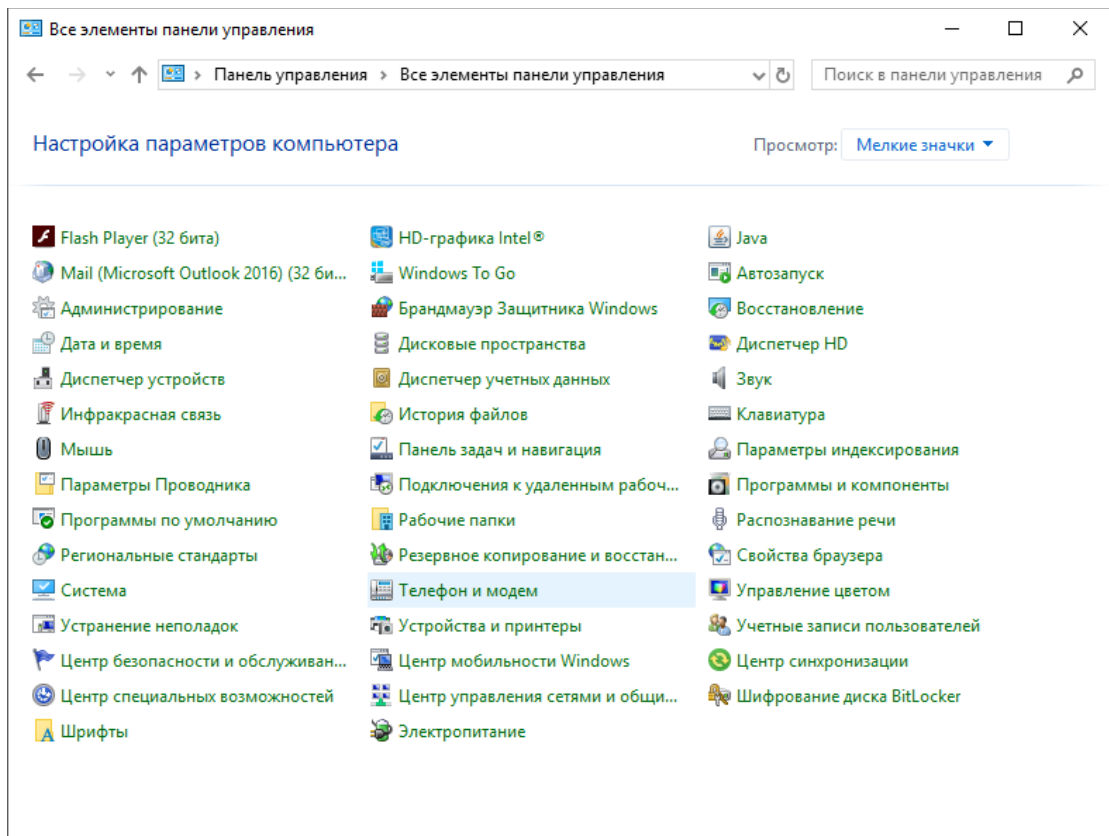 Все элементы панели управления
Панель управления > Все элементы панели управления
Поиск в панели управления
Настройка параметров компьютера
Просмотр: Мелкие значки
Flash Player (32 бита)
HD-графика Intel®
Java
Mail (Microsoft Outlook 2016) (32 би...
Windows To Go
Автозапуск
Администрирование
Брандмауэр Защитника Windows
Восстановление
Дата и время
Дисковые пространства
Диспетчер HD
Диспетчер устройств
Диспетчер учетных данных
Звук
Инфракрасная связь
История файлов
Клавиатура
Мышь
Панель задач и навигация
Параметры индексирования
Параметры Проводника
Подключения к удаленным рабоч...
Программы и компоненты
Программы по умолчанию
Рабочие папки
Распознавание речи
Региональные стандарты
Резервное копирование и восстан...
Свойства браузера
Система
Телефон и модем
Управление цветом
Устранение неполадок
Устройства и принтеры
Учетные записи пользователей
Центр безопасности и обслуживан...
Центр мобильности Windows
Центр синхронизации
Центр специальных возможностей
Центр управления сетями и общи...
Шифрование диска BitLocker
Шрифты
Электропитание